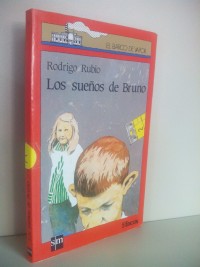 EL BARCO DE VAPOR
Rodrigo Rubio
Los sueños de Bruno
sm